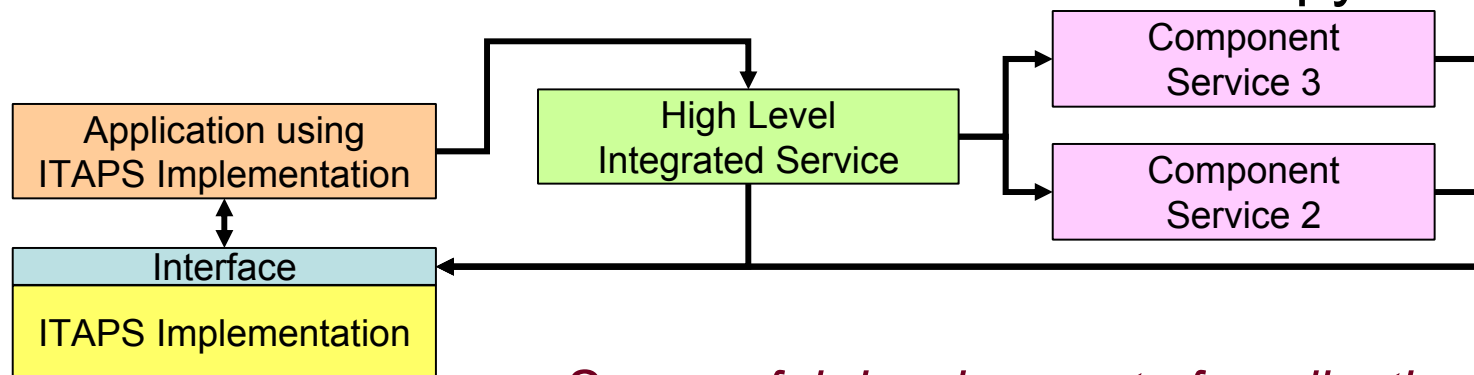 Component
Service 3
Application using
ITAPS Implementation
High Level
Integrated Service
Component
Service 2
Interface
ITAPS Implementation